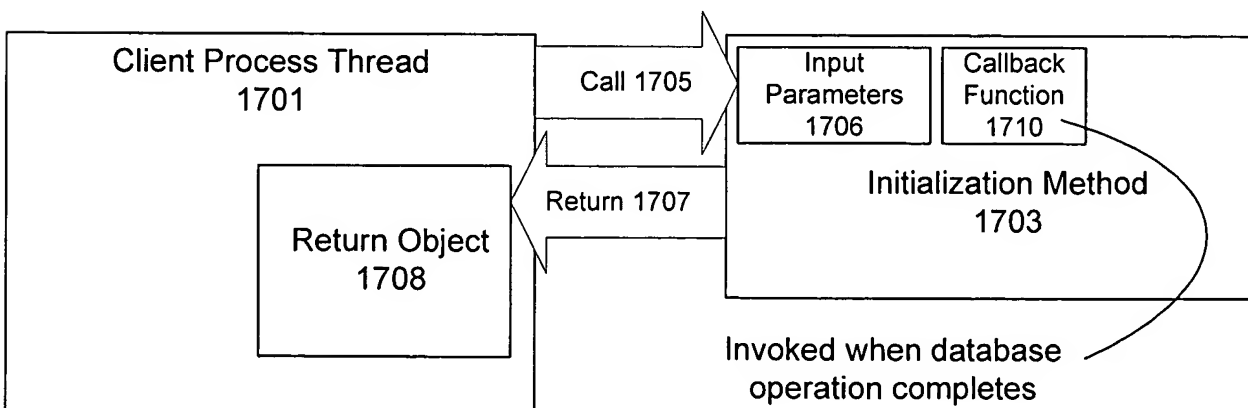 Client Process Thread
1701
Call 1705
Input
Parameters
1706
Callback
Function
1710
Return 1707
Initialization Method
1703
Return Object
1708
Invoked when database
operation completes